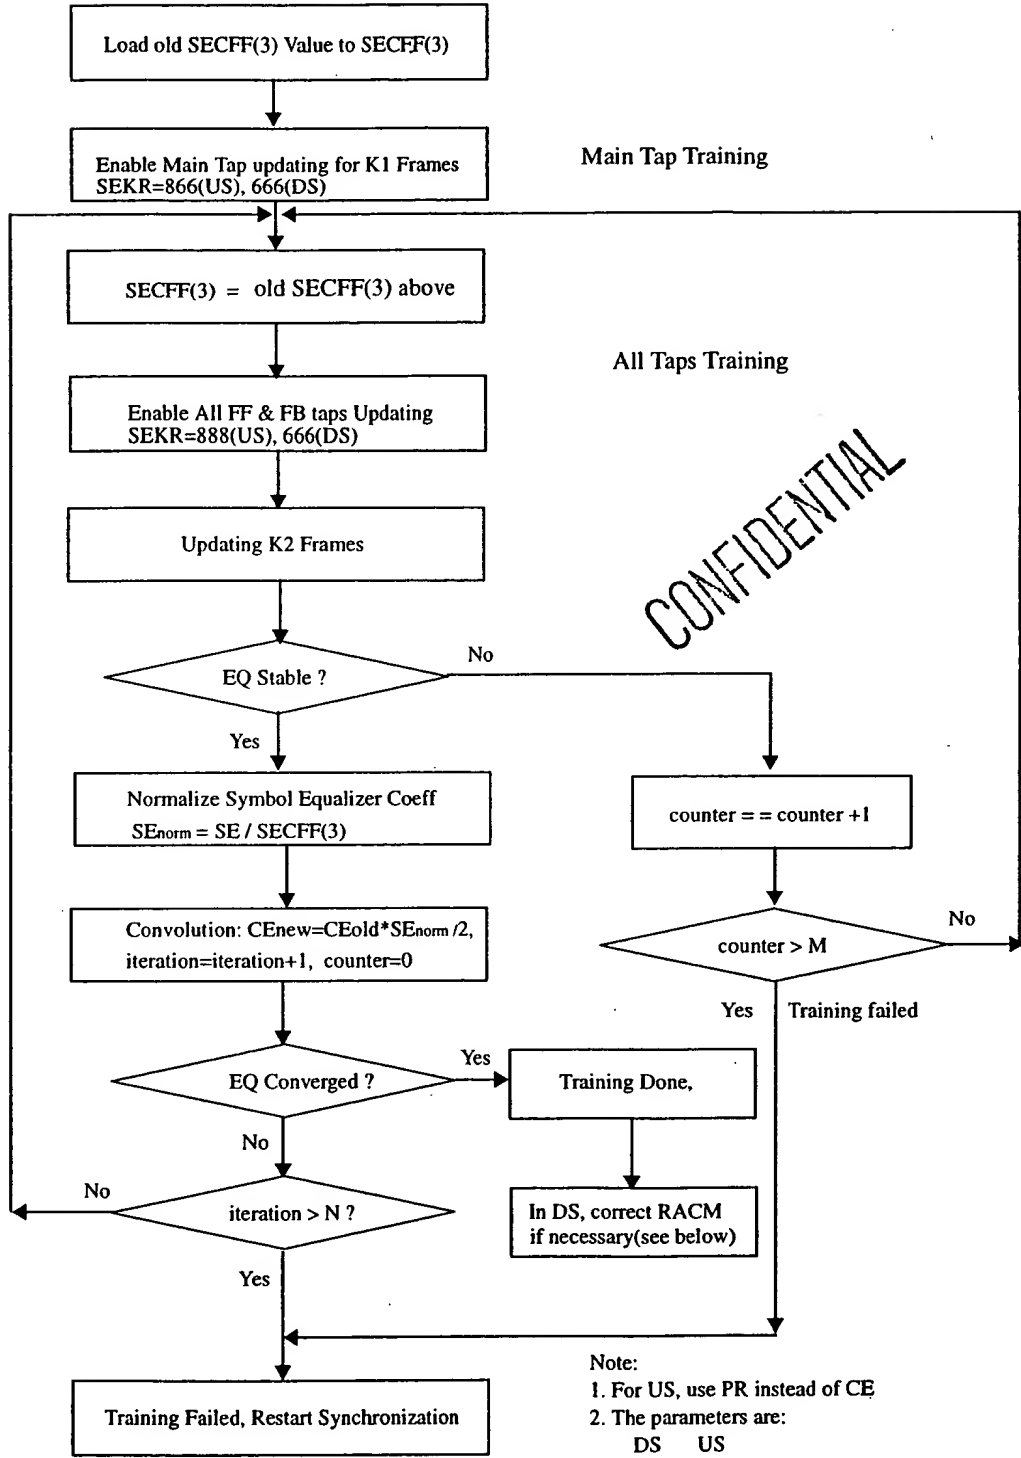 Load old SECFF(3) Value to SECFF(3)
Enable Main Tap updating for K1 Frames
SEKR=866(US), 666(DS)
Main Tap Training
SECFF(3) = old SECFF(3) above
All Taps Training
Enable All FF & FB taps Updating
SEKR=888(US), 666(DS)
CONFIDENTIAL
Updating K2 Frames
EQ Stable ?
No
Yes
Normalize Symbol Equalizer Coeff
SEnorm = SE / SECFF(3)
counter = = counter +1
Convolution: CEnew=CEold*SEnorm /2,
iteration=iteration+1, counter=0
counter > M
No
Yes
Training failed
EQ Converged ?
Yes
Training Done,
No
In DS, correct RACM
if necessary(see below)
iteration > N ?
No
Yes
Training Failed, Restart Synchronization
Note:
1. For US, use PR instead of CE
2. The parameters are:
DS US